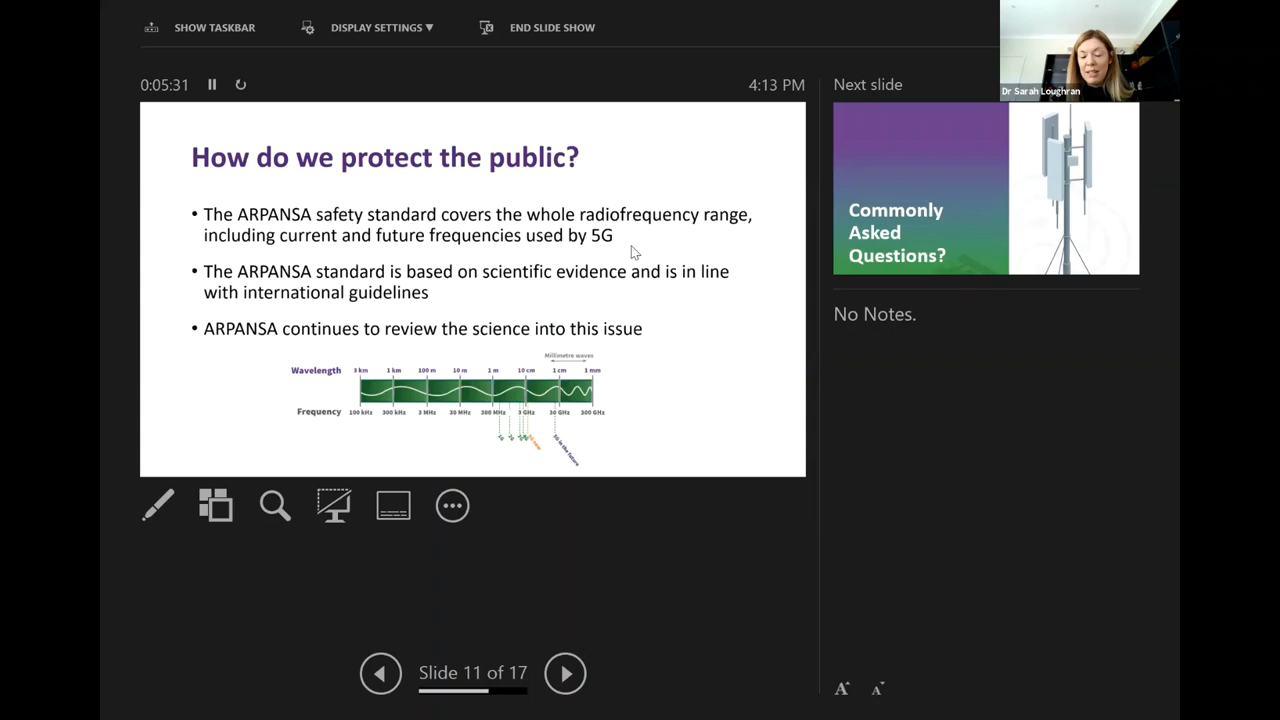 SHOW TASKBAR
DISPLAY SETTINGS ▼
END SLIDE SHOW
Dr Sarah Loughran
0:05:31
4:13 PM
Next slide
How do we protect the public?
• The ARPANSA safety standard covers the whole radiofrequency range,
including current and future frequencies used by 5G
• The ARPANSA standard is based on scientific evidence and is in line
with international guidelines
• ARPANSA continues to review the science into this issue
Millimetre waves
Wavelength 3 km 1 km 100 m 10 m 1 m 10 cm 1 cm 1 mm
Frequency 100 kHz 300 kHz 3 MHz 30 MHz 300 MHz 3 GHz 30 GHz 300 GHz
5G in the future
Commonly
Asked
Questions?
No Notes.
Slide 11 of 17
A A